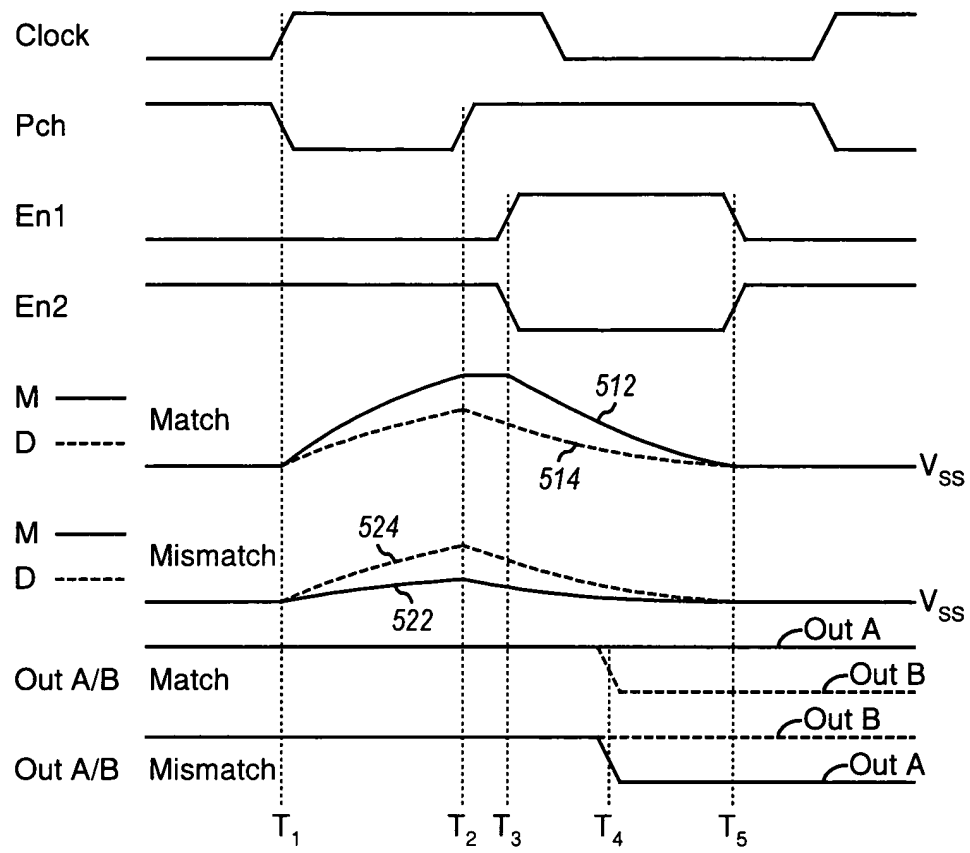 Clock
Pch
En1
En2
M
D
Match
512
514
V_SS
M
D
Mismatch
524
522
V_SS
Out A/B Match
Out A
Out B
Out A/B Mismatch
Out B
Out A
T_1 T_2 T_3 T_4 T_5